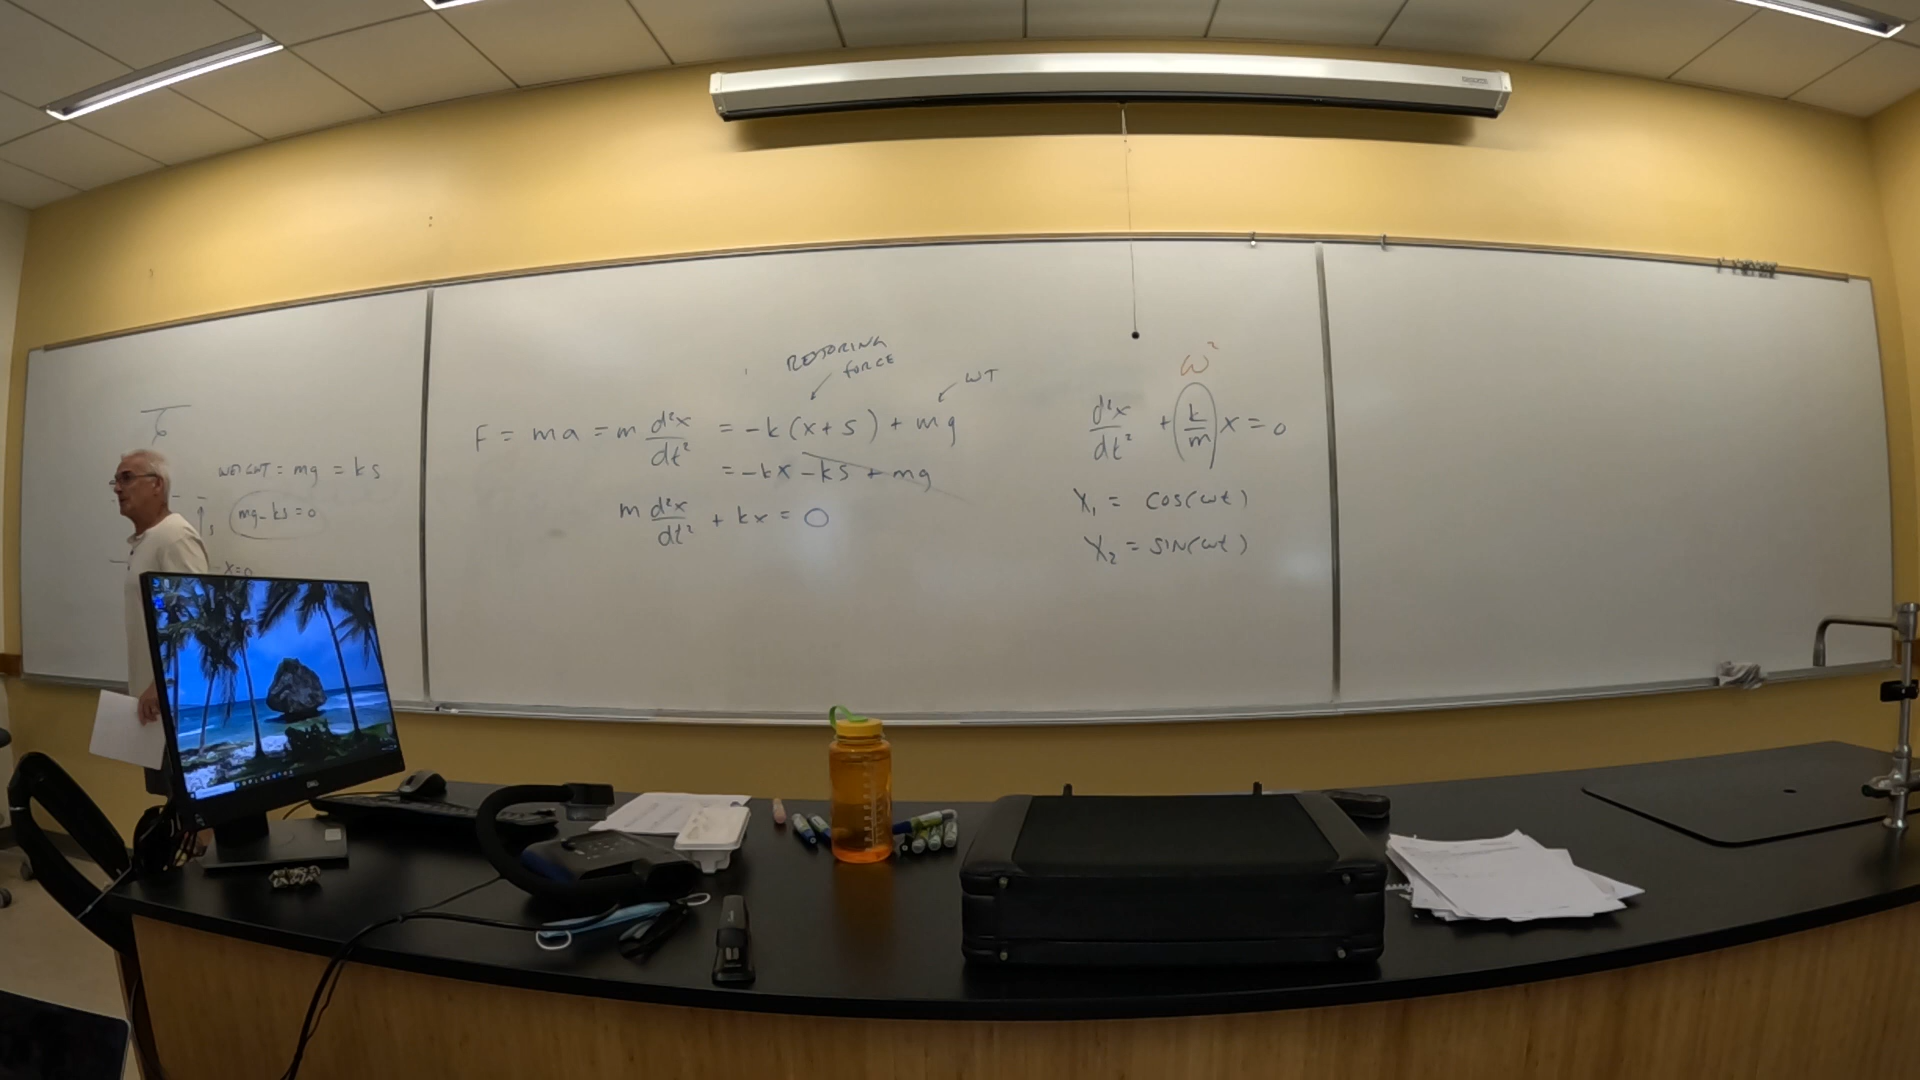 WEIGHT = mg = ks
mg - ks = 0
x=0
RESTORING
FORCE
WT
F = ma = m d²x/dt² = -k(x+s) + mg
= -kx - ks + mg
m d²x/dt² + kx = 0
ω²
d²x/dt² + (k/m) x = 0
X₁ = COS(ωt)
X₂ = SIN(ωt)
DELL